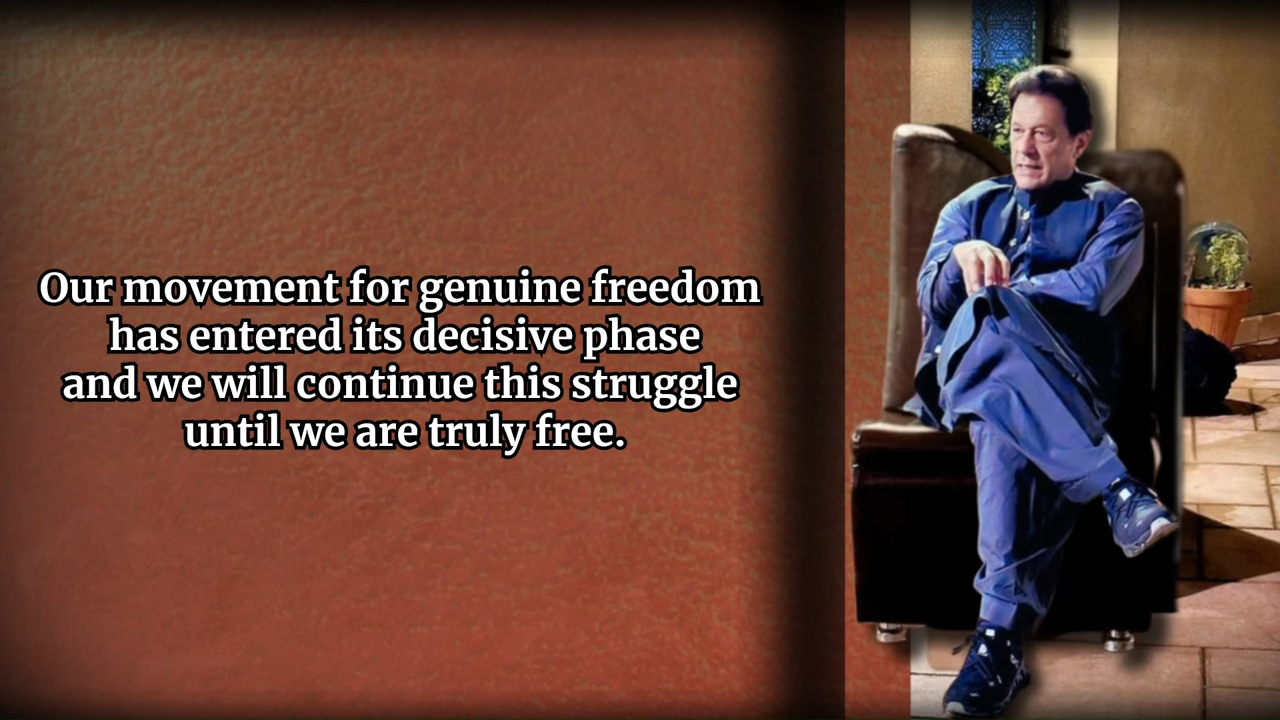 Our movement for genuine freedom
has entered its decisive phase
and we will continue this struggle
until we are truly free.